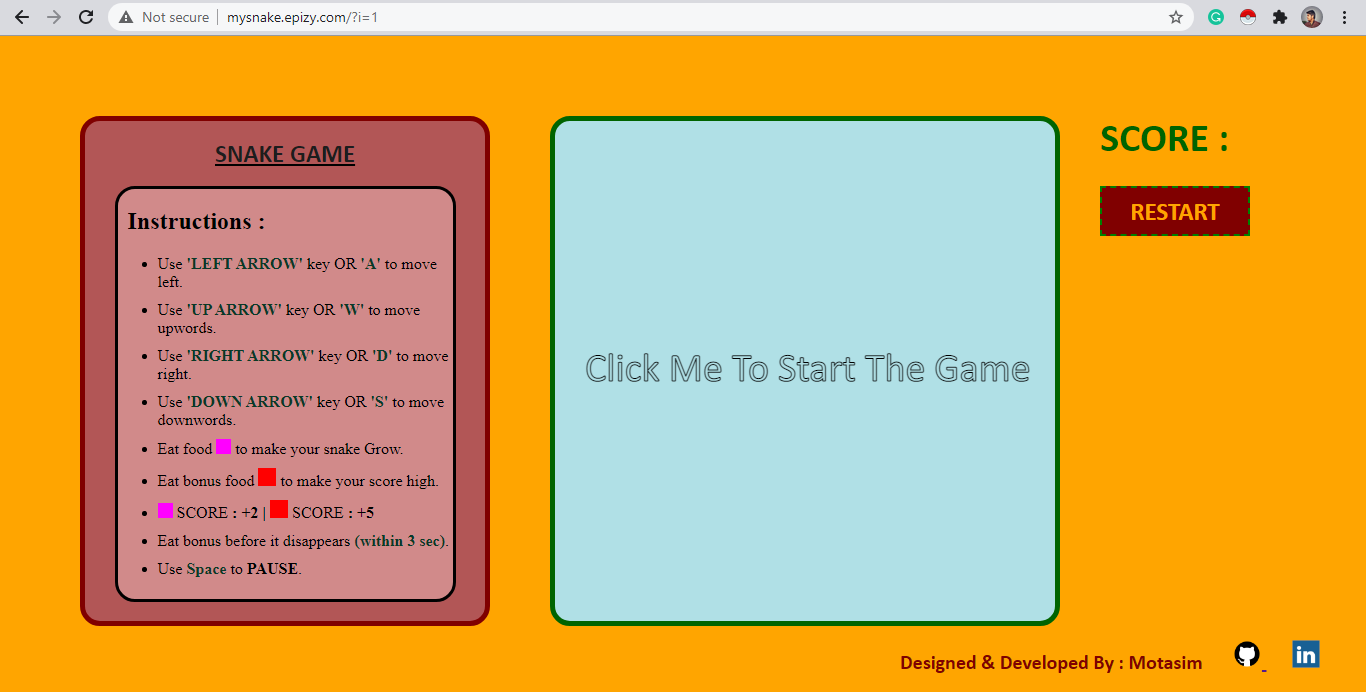 Not secure | mysnake.epizy.com/?i=1
SNAKE GAME
Instructions :
Use 'LEFT ARROW' key OR 'A' to move
left.
Use 'UP ARROW' key OR 'W' to move
upwords.
Use 'RIGHT ARROW' key OR 'D' to move
right.
Use 'DOWN ARROW' key OR 'S' to move
downwords.
Eat food to make your snake Grow.
Eat bonus food to make your score high.
SCORE : +2 | SCORE : +5
Eat bonus before it disappears (within 3 sec).
Use Space to PAUSE.
Click Me To Start The Game
SCORE :
RESTART
Designed & Developed By : Motasim
in